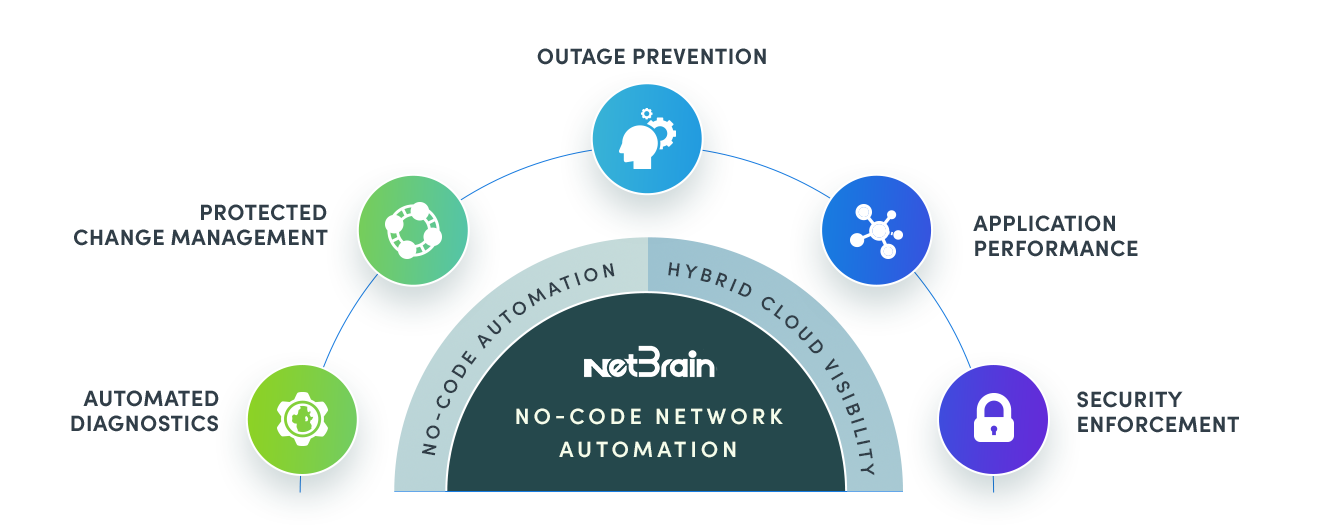 OUTAGE PREVENTION
PROTECTED
CHANGE MANAGEMENT
APPLICATION
PERFORMANCE
AUTOMATED
DIAGNOSTICS
SECURITY
ENFORCEMENT
NO-CODE AUTOMATION
HYBRID CLOUD VISIBILITY
NetBrain
NO-CODE NETWORK
AUTOMATION